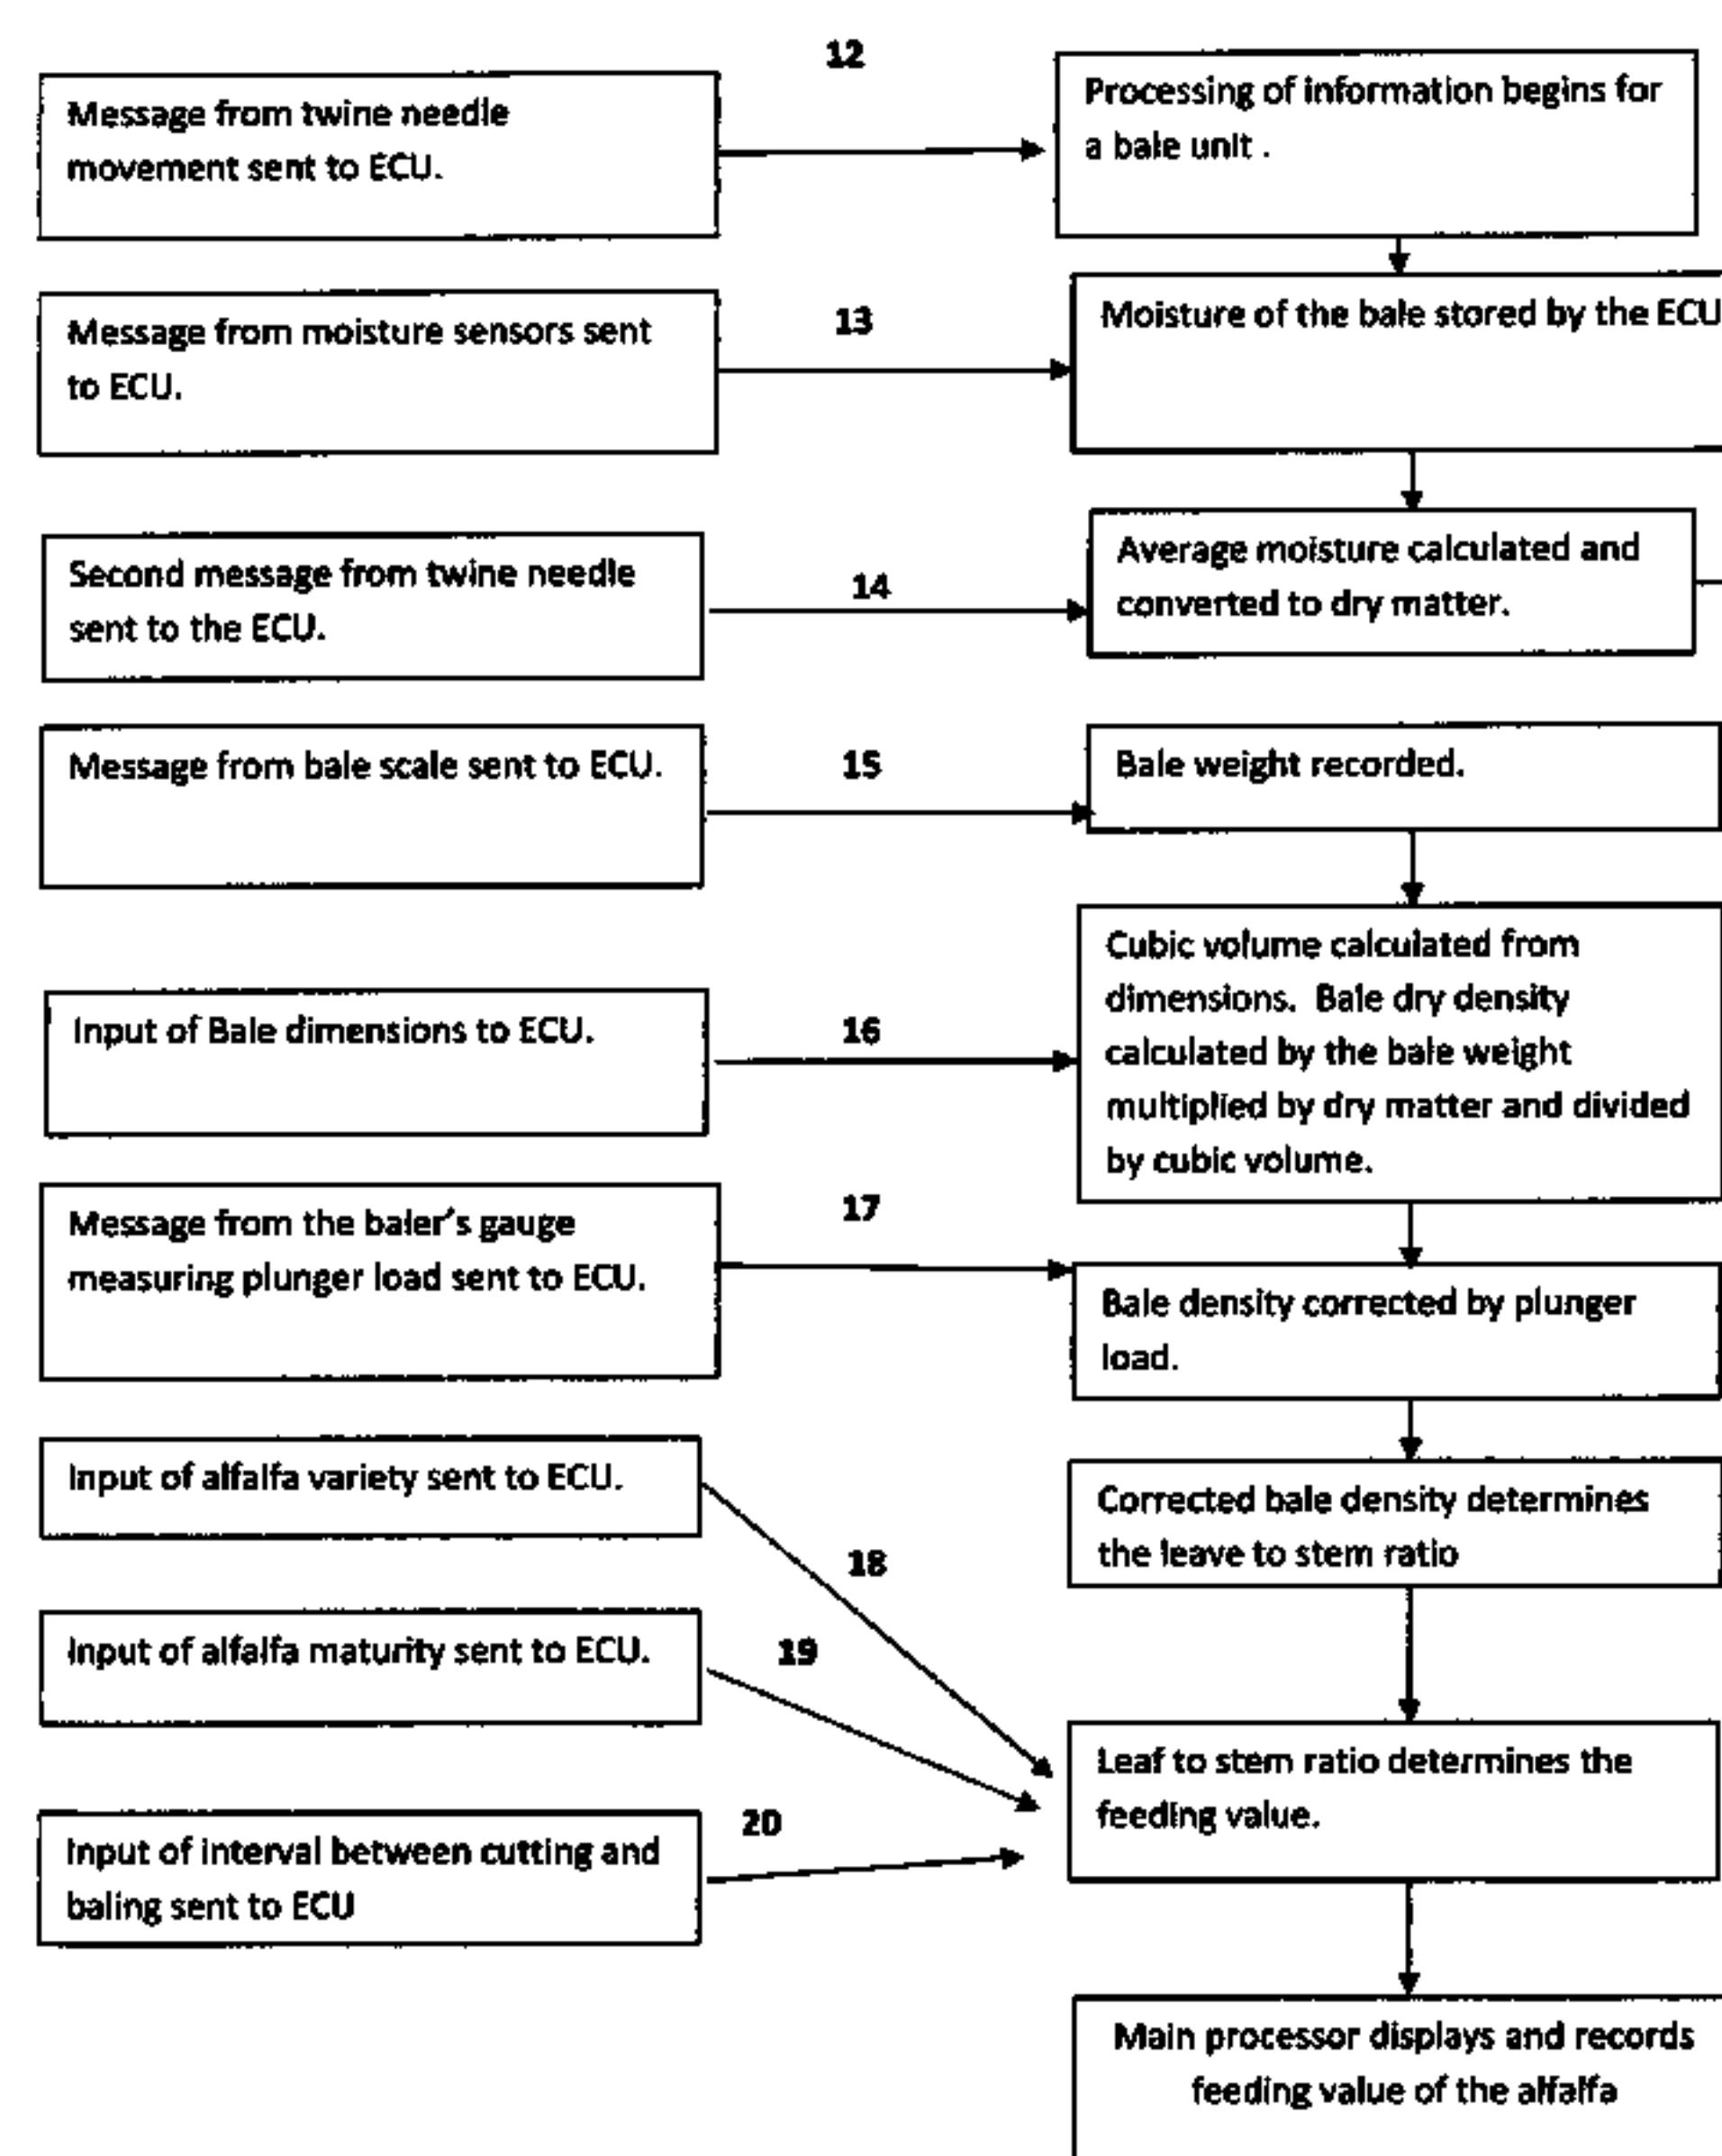 12
Message from twine needle
movement sent to ECU.
Processing of information begins for
a bale unit .
Message from moisture sensors sent
to ECU.
13
Moisture of the bale stored by the ECU
Second message from twine needle
sent to the ECU.
14
Average moisture calculated and
converted to dry matter.
Message from bale scale sent to ECU.
15
Bale weight recorded.
Input of Bale dimensions to ECU.
16
Cubic volume calculated from
dimensions. Bale dry density
calculated by the bale weight
multiplied by dry matter and divided
by cubic volume.
Message from the baler's gauge
measuring plunger load sent to ECU.
17
Bale density corrected by plunger
load.
Input of alfalfa variety sent to ECU.
18
Corrected bale density determines
the leave to stem ratio
Input of alfalfa maturity sent to ECU.
19
Leaf to stem ratio determines the
feeding value.
Input of interval between cutting and
baling sent to ECU
20
Main processor displays and records
feeding value of the alfalfa